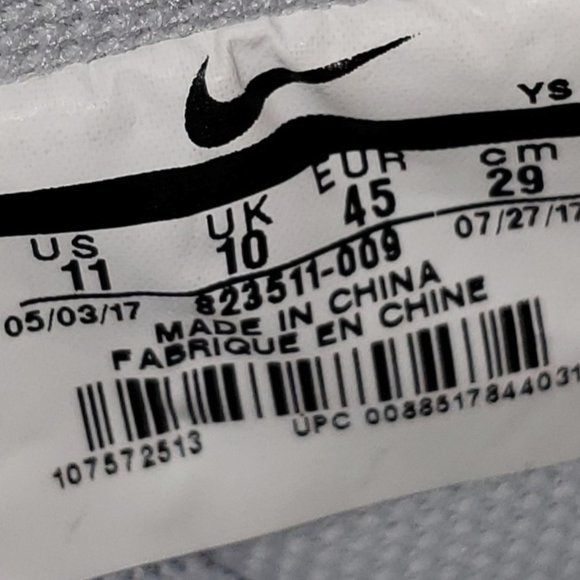 YS
US UK EUR cm
11 10 45 29
05/03/17 07/27/17
823511-009
MADE IN CHINA
FABRIQUE EN CHINE
UPC 0088517844031
107572513